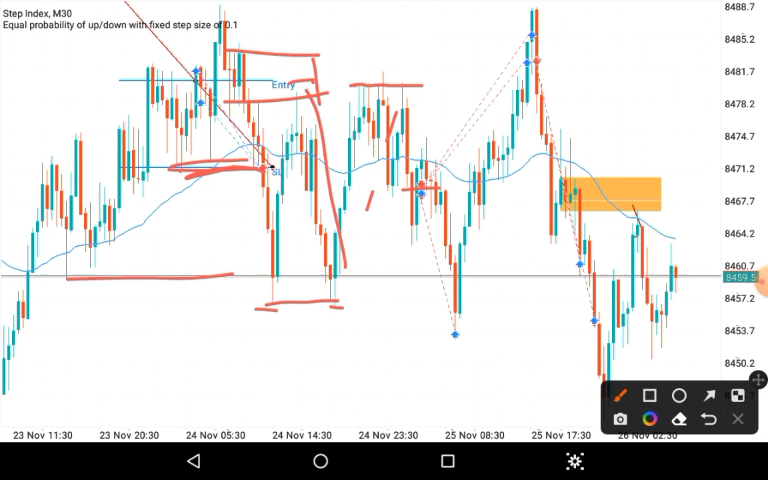 Step Index, M30
Equal probability of up/down with fixed step size of 0.1
8488.7
8485.2
8481.7
Entry
8478.2
8474.7
8471.2
SL
8467.7
8464.2
8460.7
8459.5
8457.2
8453.7
8450.2
23 Nov 11:30 23 Nov 20:30 24 Nov 05:30 24 Nov 14:30 24 Nov 23:30 25 Nov 08:30 25 Nov 17:30 26 Nov 02:30